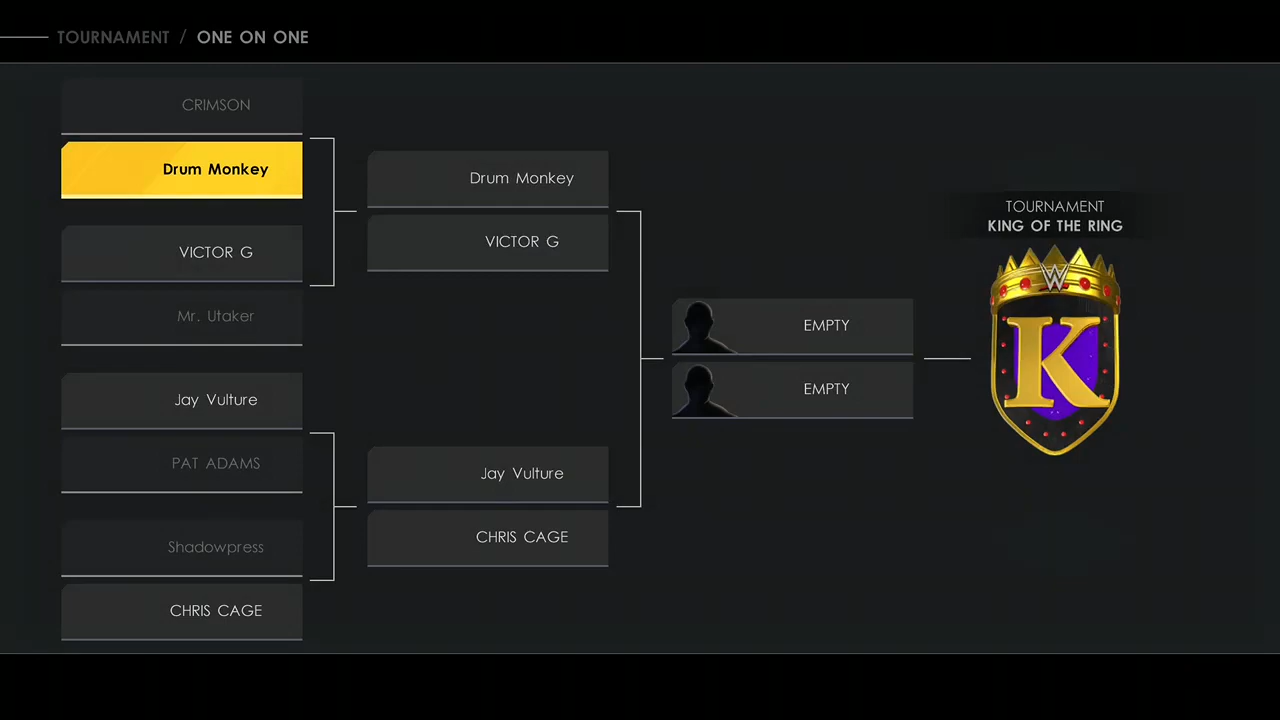 TOURNAMENT / ONE ON ONE
CRIMSON
Drum Monkey
VICTOR G
Mr. Utaker
Jay Vulture
PAT ADAMS
Shadowpress
CHRIS CAGE
Drum Monkey
VICTOR G
Jay Vulture
CHRIS CAGE
EMPTY
EMPTY
TOURNAMENT
KING OF THE RING
W
K